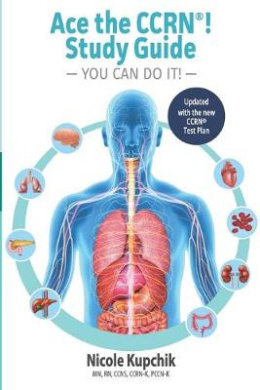 Ace the CCRN®!
Study Guide
— YOU CAN DO IT! —
Updated
with the new
CCRN®
Test Plan
Nicole Kupchik
MN, RN, CCNS, CCRN-K, PCCN-K